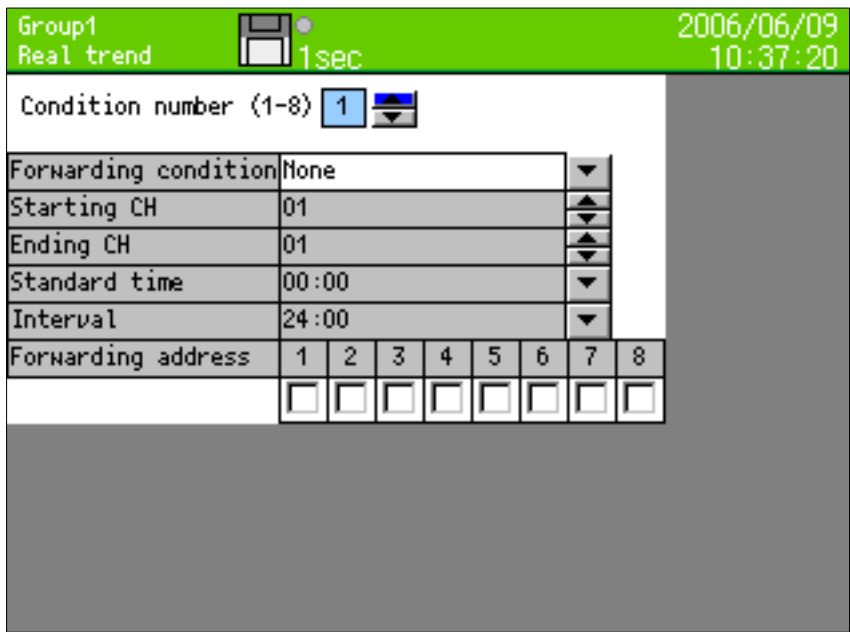 Group1 2006/06/09
Real trend 1sec 10:37:20
Condition number (1-8) 1
Forwarding condition None
Starting CH 01
Ending CH 01
Standard time 00:00
Interval 24:00
Forwarding address 1 2 3 4 5 6 7 8